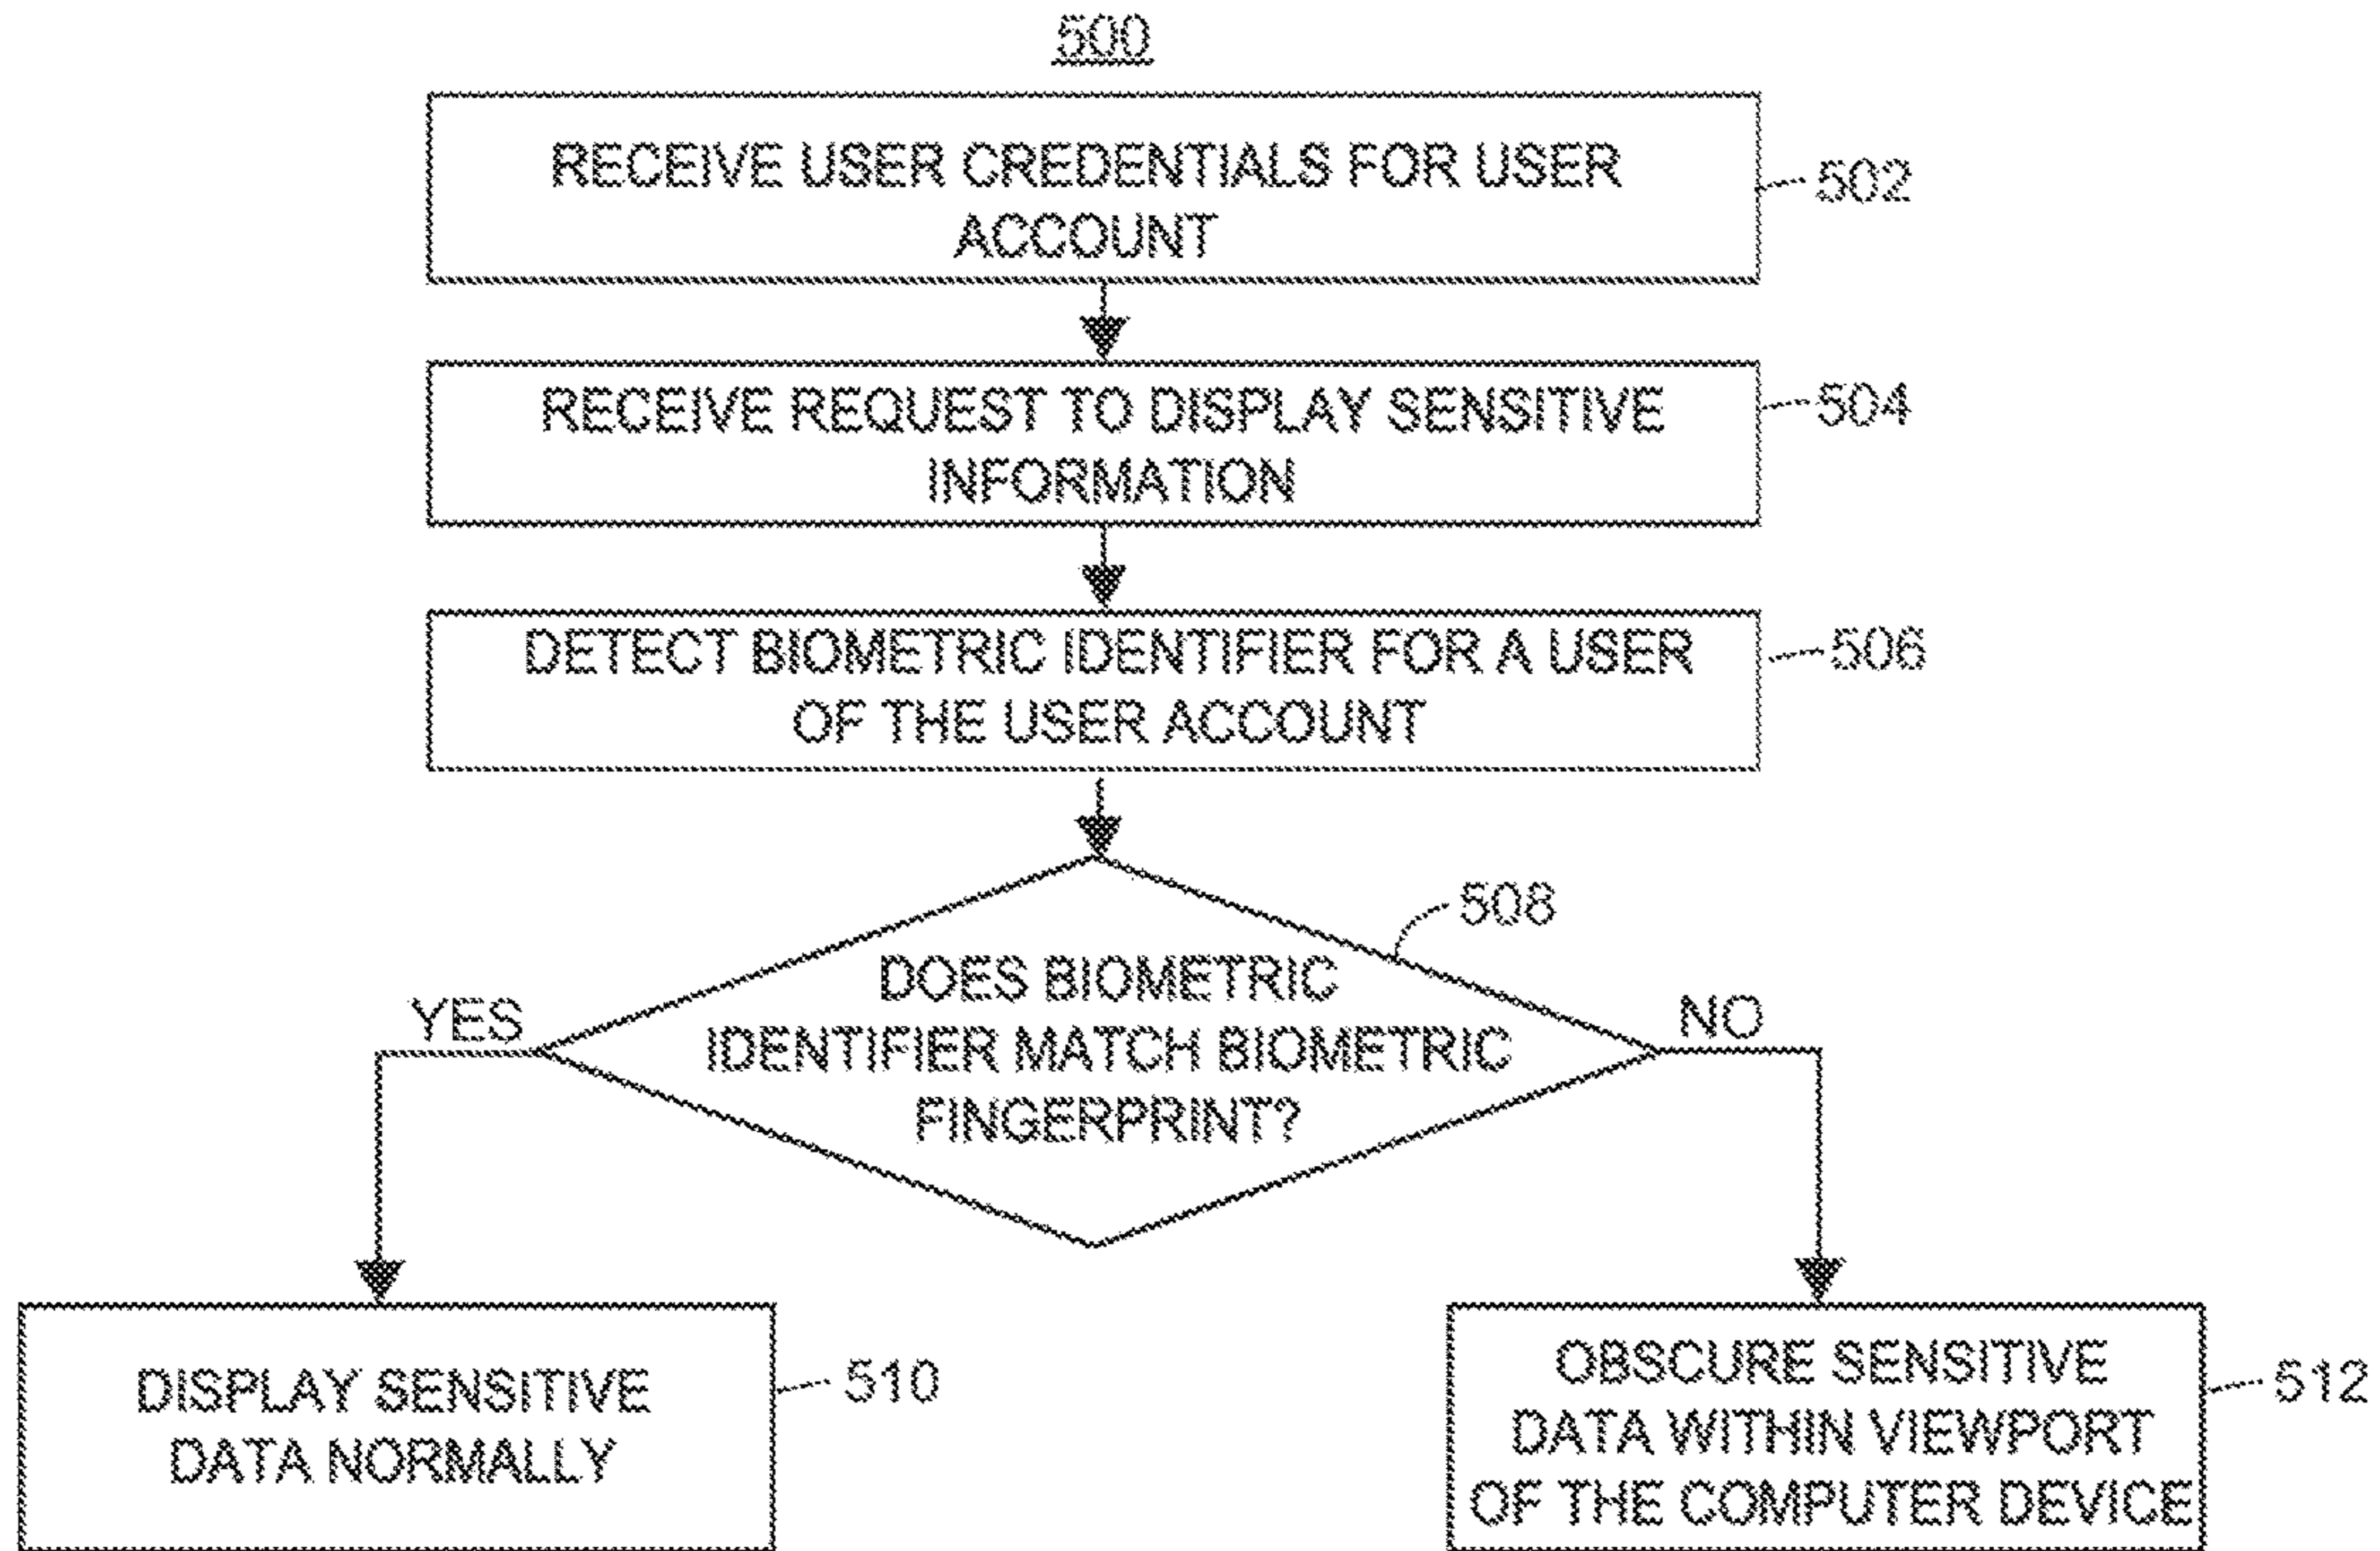 500
RECEIVE USER CREDENTIALS FOR USER
ACCOUNT
502
RECEIVE REQUEST TO DISPLAY SENSITIVE
INFORMATION
504
DETECT BIOMETRIC IDENTIFIER FOR A USER
OF THE USER ACCOUNT
506
508
DOES BIOMETRIC
IDENTIFIER MATCH BIOMETRIC
FINGERPRINT?
YES
NO
DISPLAY SENSITIVE
DATA NORMALLY
510
OBSCURE SENSITIVE
DATA WITHIN VIEWPORT
OF THE COMPUTER DEVICE
512